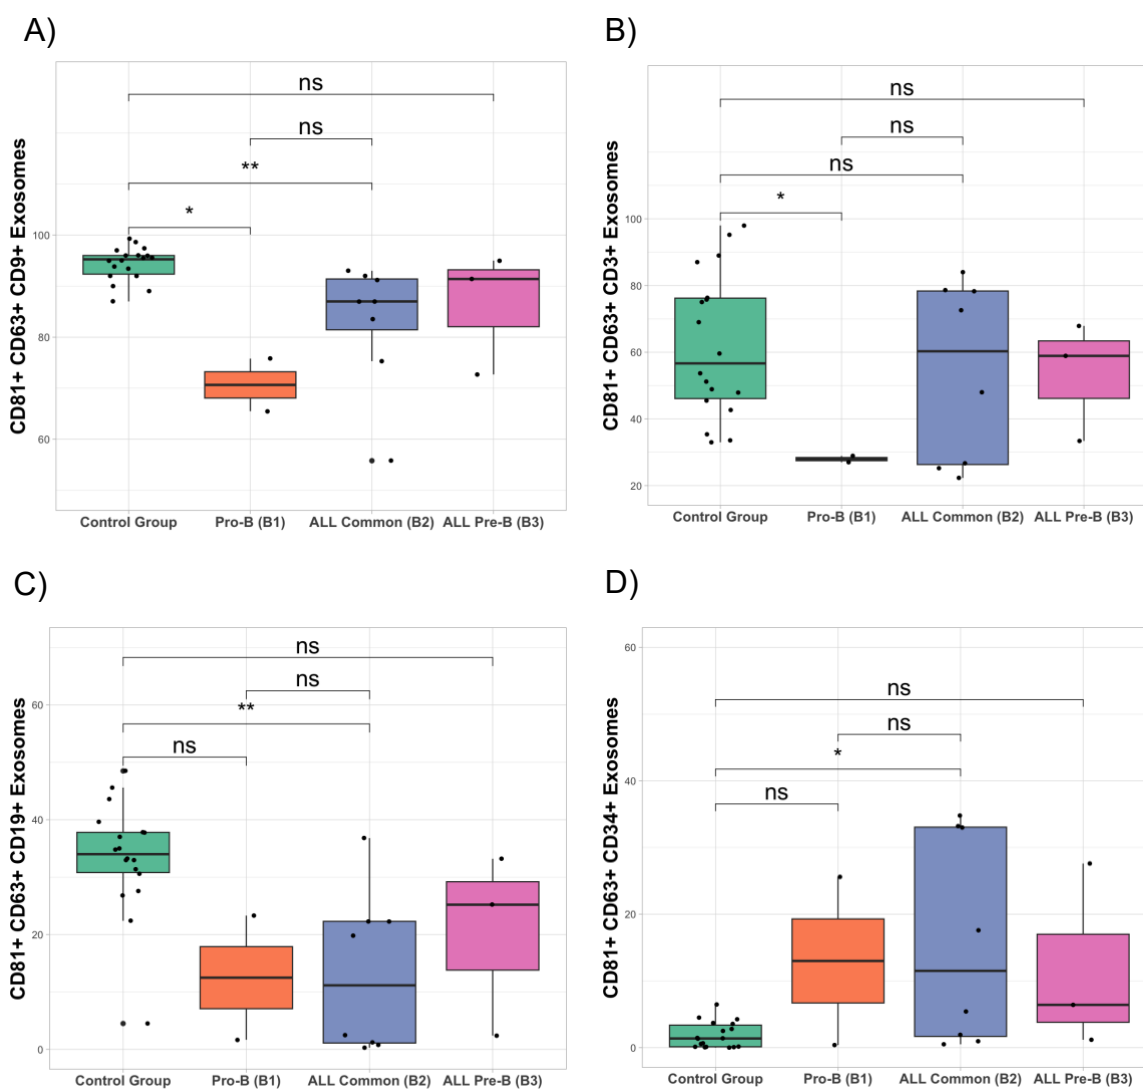 A)
CD81+ CD63+ CD9+ Exosomes
ns
ns
**
*
100
80
60
Control Group
Pro-B (B1)
ALL Common (B2)
ALL Pre-B (B3)
B)
CD81+ CD63+ CD3+ Exosomes
ns
ns
ns
*
100
80
60
40
20
Control Group
Pro-B (B1)
ALL Common (B2)
ALL Pre-B (B3)
C)
CD81+ CD63+ CD19+ Exosomes
ns
ns
**
ns
60
40
20
0
Control Group
Pro-B (B1)
ALL Common (B2)
ALL Pre-B (B3)
D)
CD81+ CD63+ CD34+ Exosomes
ns
ns
*
ns
60
40
20
0
Control Group
Pro-B (B1)
ALL Common (B2)
ALL Pre-B (B3)